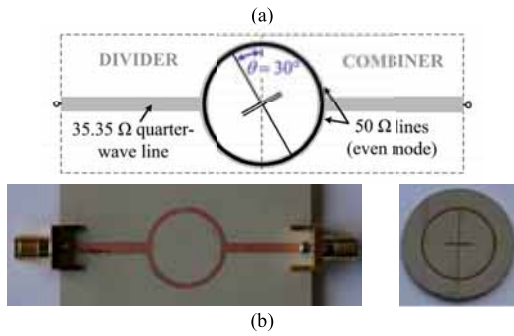 (a)
DIVIDER
COMBINER
θ = 30°
35.35 Ω quarter-
wave line
50 Ω lines
(even mode)
(b)